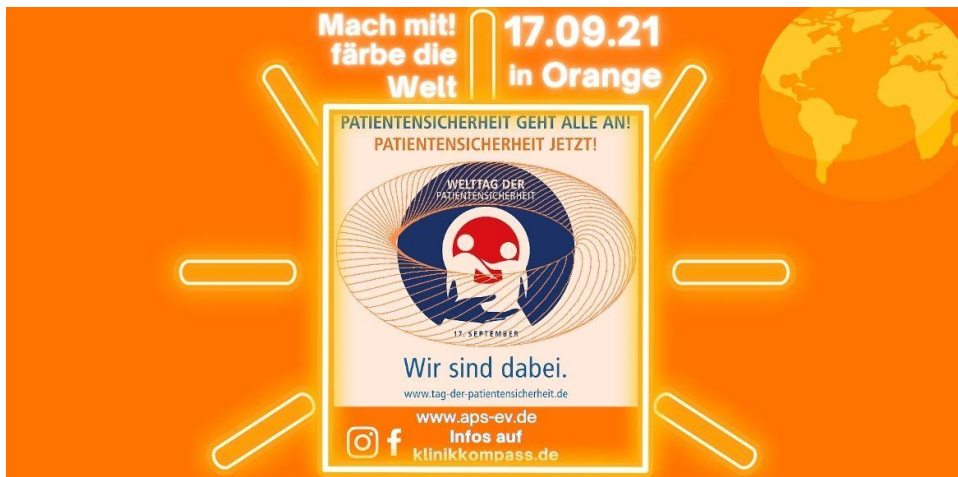 Mach mit!
färbe die
Welt
17.09.21
in Orange
PATIENTENSICHERHEIT GEHT ALLE AN!
PATIENTENSICHERHEIT JETZT!
WELTTAG DER
PATIENTENSICHERHEIT
17. SEPTEMBER
Wir sind dabei.
www.tag-der-patientensicherheit.de
www.aps-ev.de
Infos auf
klinikkompass.de